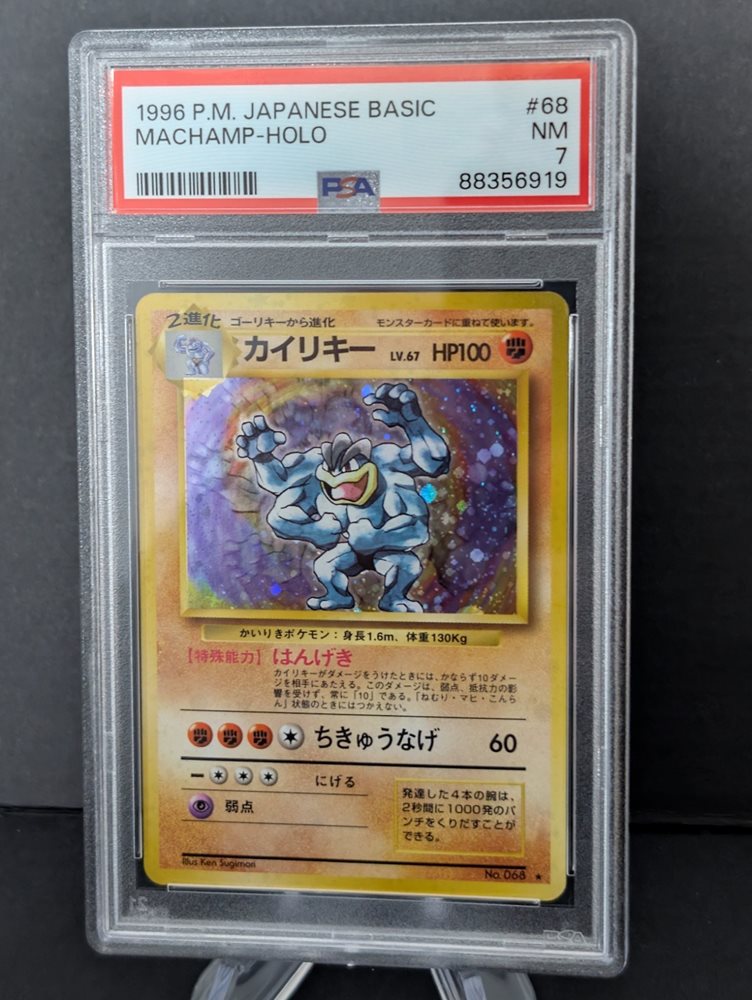 1996 P.M. JAPANESE BASIC #68
MACHAMP-HOLO NM
7
PSA 88356919
2進化 ゴーリキーから進化 モンスターカードに重ねて使います。
カイリキー LV.67 HP100
かいりきポケモン:身長1.6m、体重130Kg
【特殊能力】はんげき
カイリキーがダメージをうけたときには、かならず10ダメー
ジを相手にあたえる。このダメージは、弱点、抵抗力の影
響を受けず、常に「10」である。「ねむり・マヒ・こんら
ん」状態のときにはつかえない。
ちきゅうなげ 60
にげる
弱点
発達した4本の腕は、
2秒間に1000発のパ
ンチをくりだすことが
できる。
Illus Ken Sugimori
No.068 ★
PSA